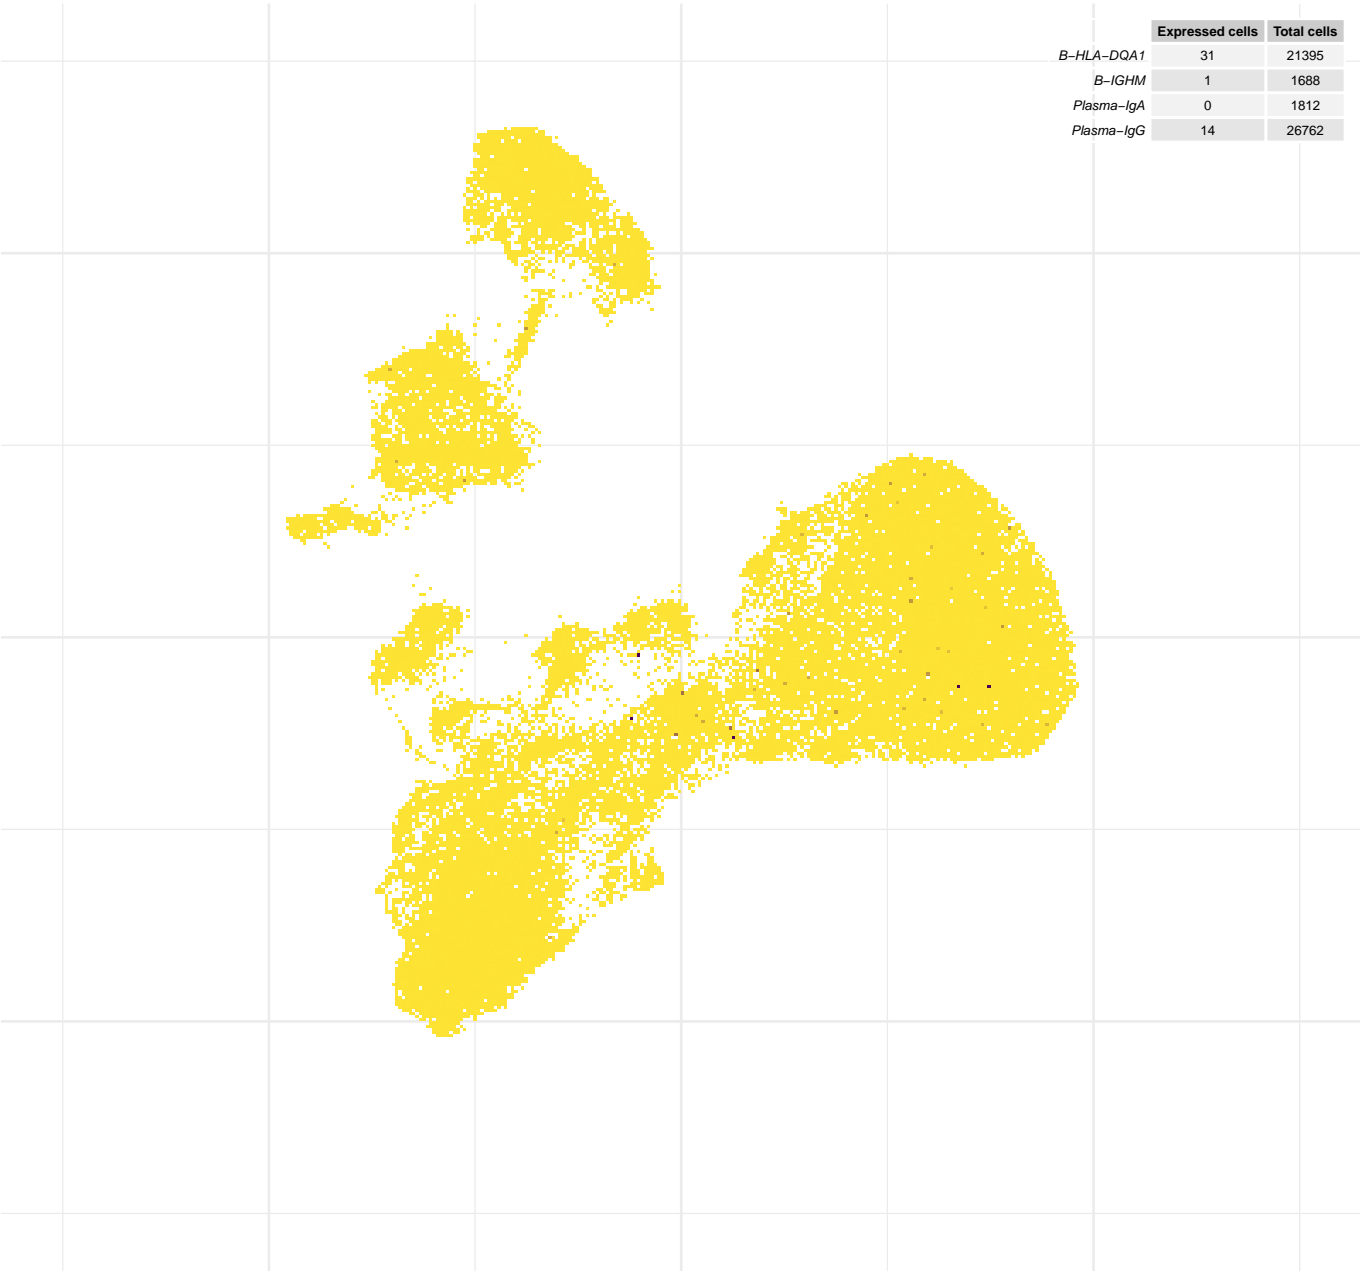 Expressed cells Total cells
B−HLA−DQA1 31 21395
B−IGHM 1 1688
Plasma−IgA 0 1812
Plasma−IgG 14 26762